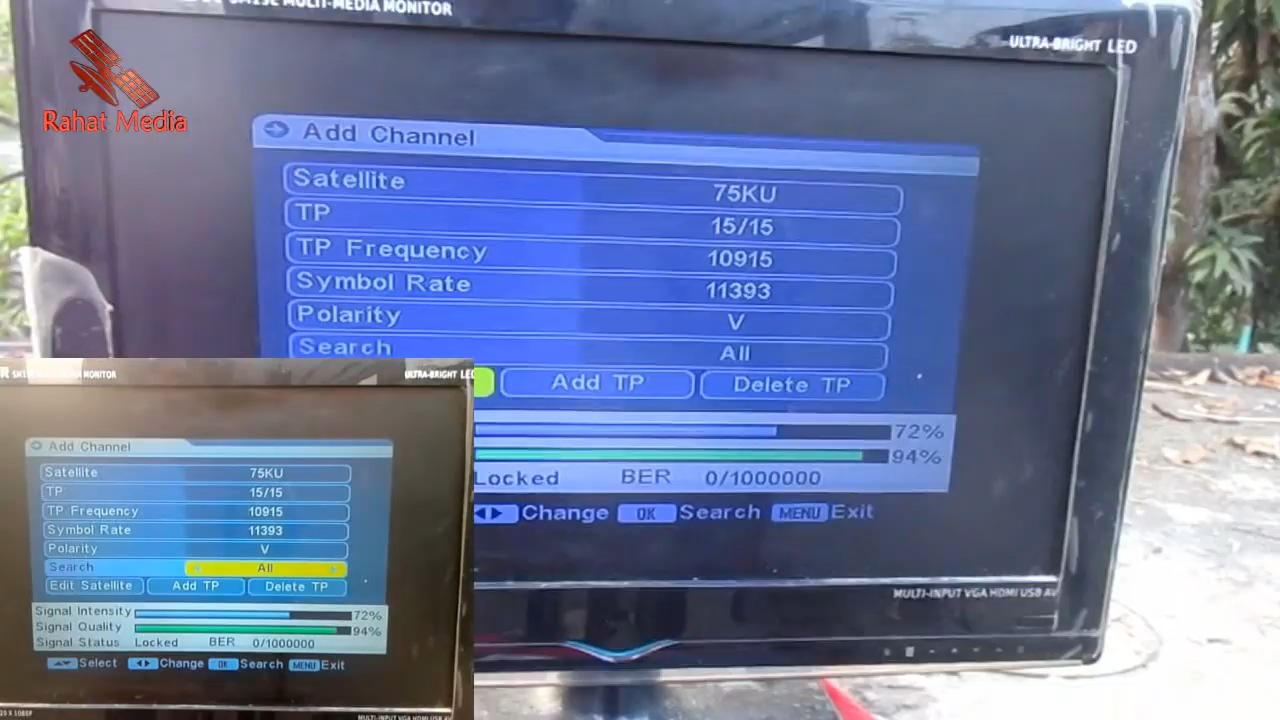 MULTI-MEDIA MONITOR
ULTRA-BRIGHT LED
Rahat Media
Add Channel
Satellite 75KU
TP 15/15
TP Frequency 10915
Symbol Rate 11393
Polarity V
Search All
Add TP Delete TP
72%
94%
Locked BER 0/1000000
Change OK Search MENU Exit
MULTI-INPUT VGA HDMI USB AV
MONITOR
ULTRA-BRIGHT LED
Add Channel
Satellite 75KU
TP 15/15
TP Frequency 10915
Symbol Rate 11393
Polarity V
Search All
Edit Satellite Add TP Delete TP
Signal Intensity 72%
Signal Quality 94%
Signal Status Locked BER 0/1000000
Select Change OK Search MENU Exit
MULTI-INPUT VGA HDMI USB AV